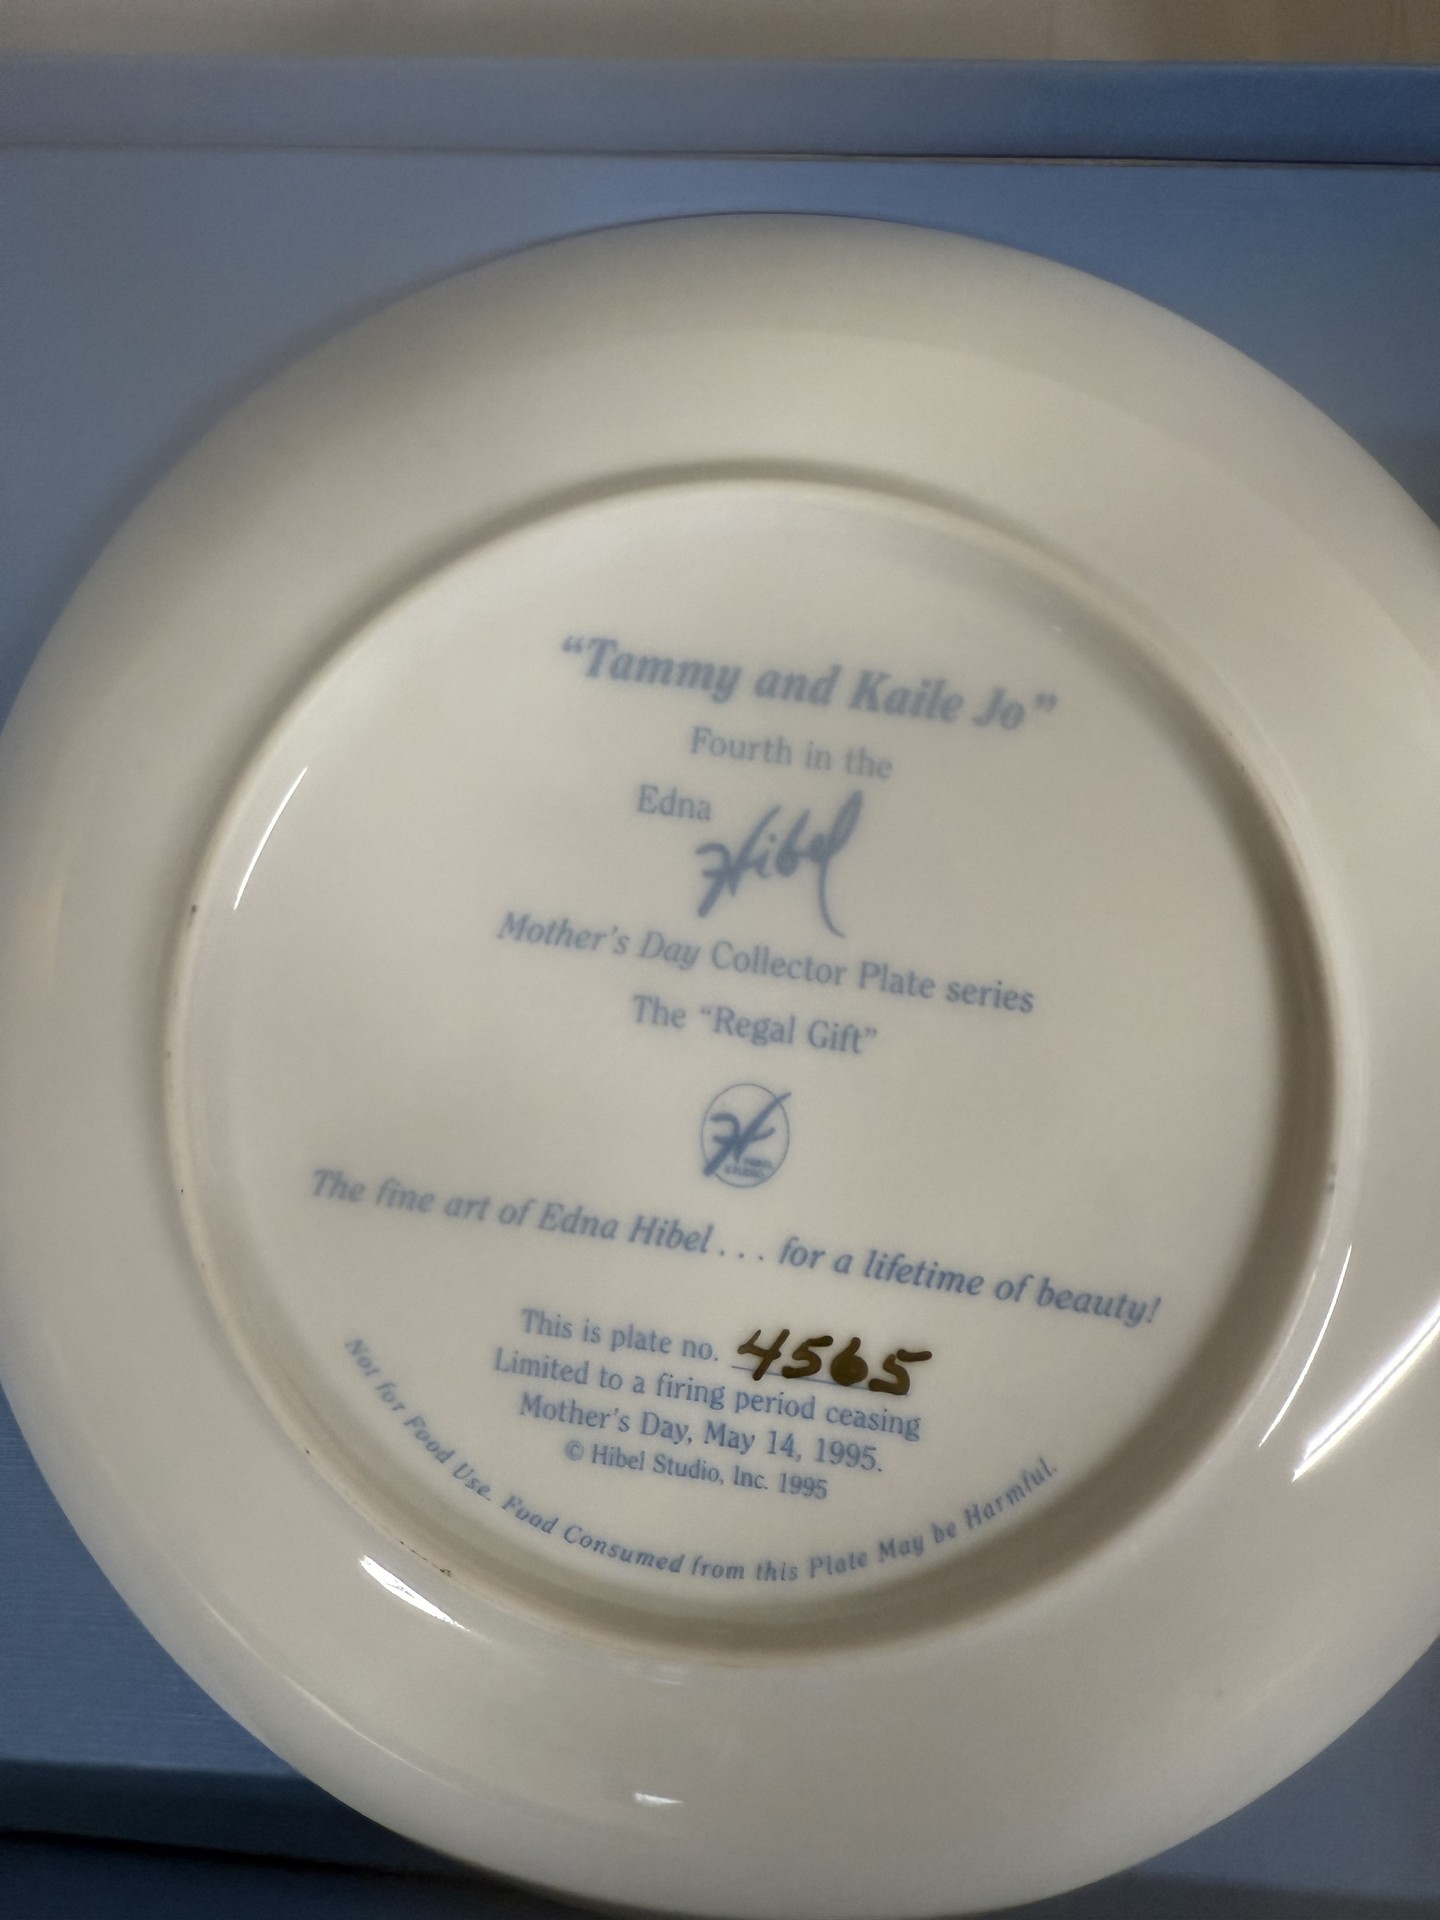 “Tammy and Kaile Jo”
Fourth in the
Edna Hibel
Mother’s Day Collector Plate series
The “Regal Gift”
HIBEL
STUDIO
The fine art of Edna Hibel . . . for a lifetime of beauty!
This is plate no. 4565
Limited to a firing period ceasing
Mother’s Day, May 14, 1995.
© Hibel Studio, Inc. 1995
Not for Food Use. Food Consumed from this Plate May be Harmful.